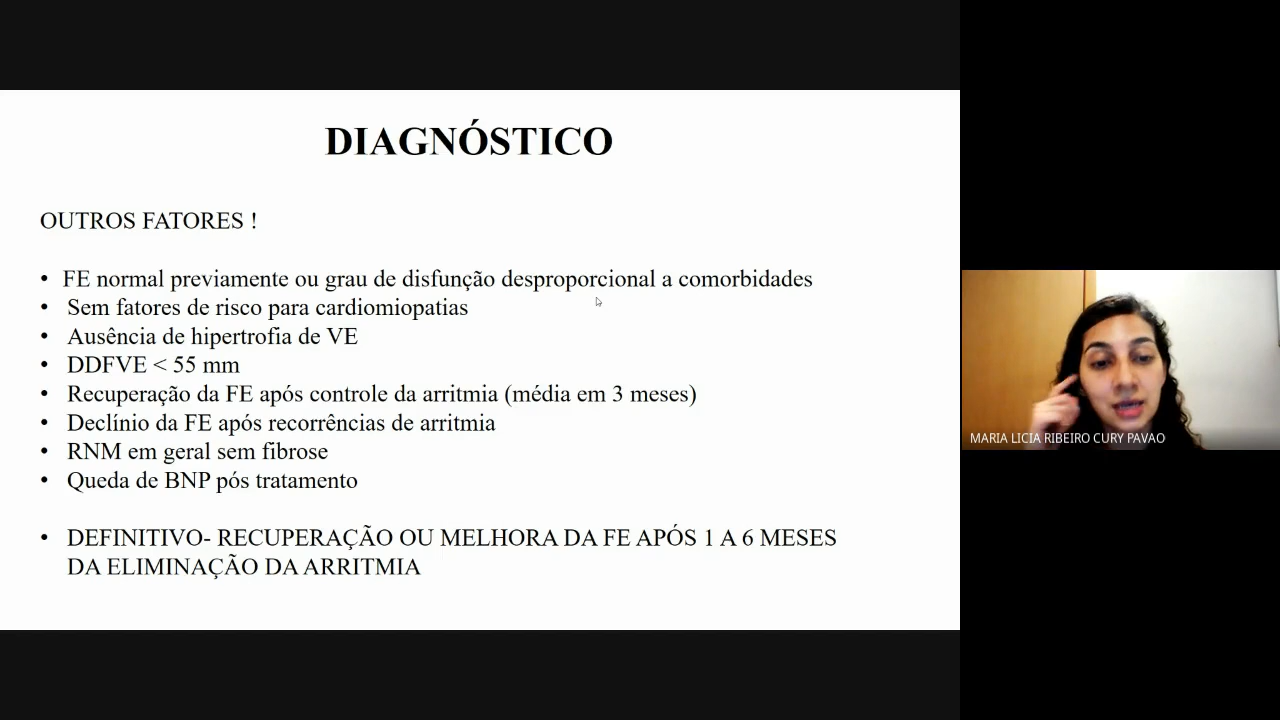 DIAGNÓSTICO
OUTROS FATORES !
• FE normal previamente ou grau de disfunção desproporcional a comorbidades
• Sem fatores de risco para cardiomiopatias
• Ausência de hipertrofia de VE
• DDFVE < 55 mm
• Recuperação da FE após controle da arritmia (média em 3 meses)
• Declínio da FE após recorrências de arritmia
• RNM em geral sem fibrose
• Queda de BNP pós tratamento
• DEFINITIVO- RECUPERAÇÃO OU MELHORA DA FE APÓS 1 A 6 MESES
DA ELIMINAÇÃO DA ARRITMIA
MARIA LICIA RIBEIRO CURY PAVAO